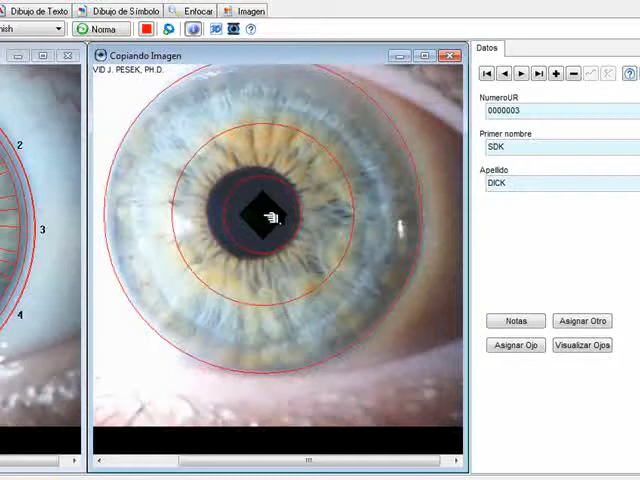 Dibujo de Texto Dibujo de Símbolo Enfocar Imagen
nish Norma 3D ?
Copiando Imagen
VID J. PESEK, PH.D.
2
3
4
Datos
NumeroUR
0000003
Primer nombre
SDK
Apellido
DICK
Notas Asignar Otro
Asignar Ojo Visualizar Ojos